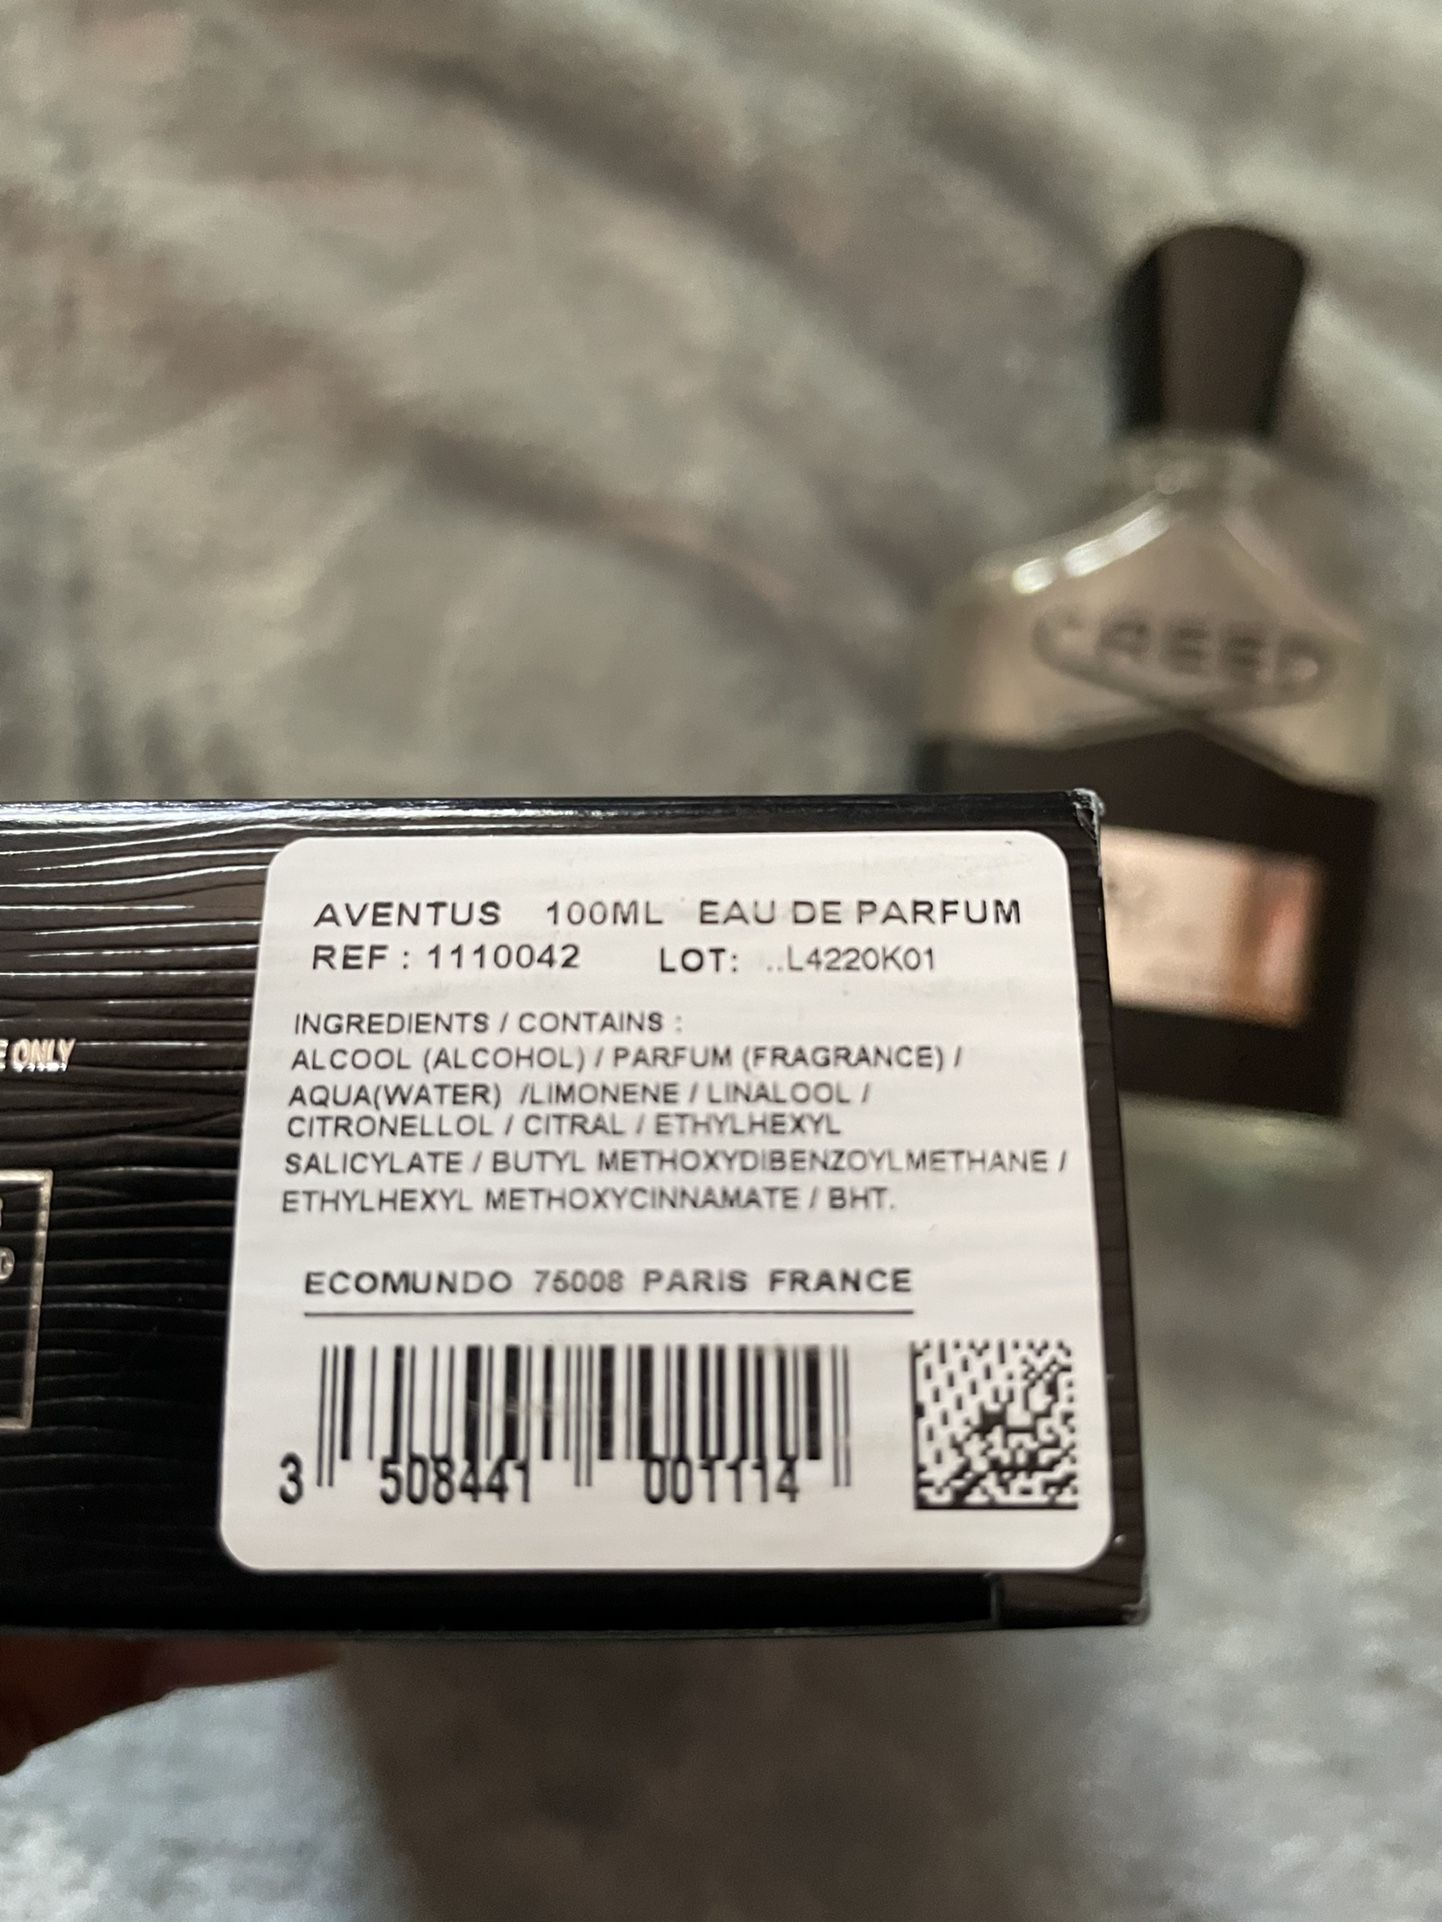 CREED
AVENTUS 100ML EAU DE PARFUM
REF : 1110042 LOT: ..L4220K01
INGREDIENTS / CONTAINS :
ALCOOL (ALCOHOL) / PARFUM (FRAGRANCE) /
AQUA(WATER) /LIMONENE / LINALOOL /
CITRONELLOL / CITRAL / ETHYLHEXYL
SALICYLATE / BUTYL METHOXYDIBENZOYLMETHANE /
ETHYLHEXYL METHOXYCINNAMATE / BHT.
ECOMUNDO 75008 PARIS FRANCE
3 508441 001114
ONLY